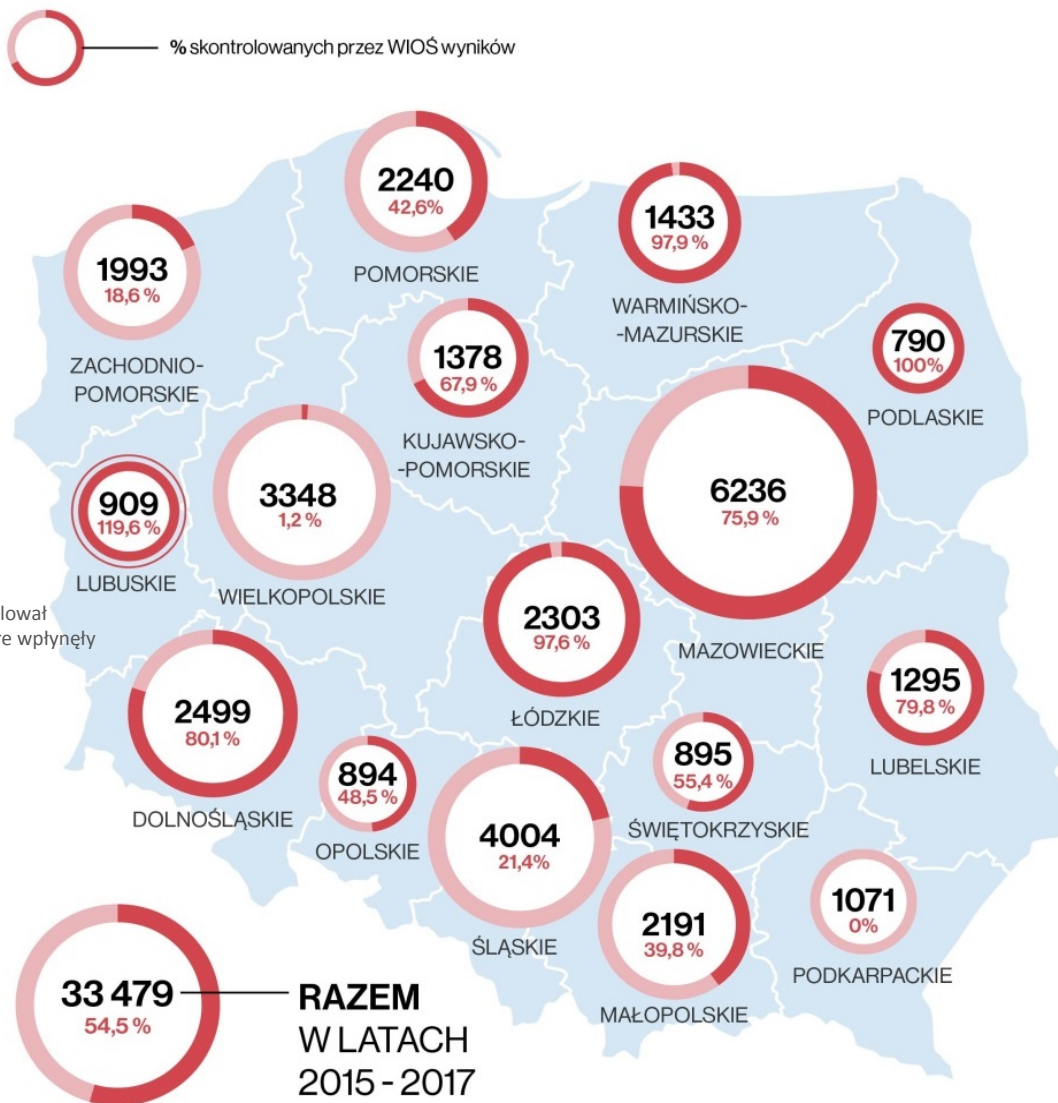 % skontrolowanych przez WIOŚ wyników
2240
42,6%
POMORSKIE
1433
97,9 %
WARMIŃSKO-
-MAZURSKIE
1993
18,6 %
ZACHODNIO-
POMORSKIE
1378
67,9 %
KUJAWSKO-
-POMORSKIE
790
100%
PODLASKIE
909
119,6 %
LUBUSKIE
3348
1,2 %
WIELKOPOLSKIE
6236
75,9 %
MAZOWIECKIE
2303
97,6 %
ŁÓDZKIE
lował
e wpłynęły
2499
80,1 %
DOLNOŚLĄSKIE
1295
79,8 %
LUBELSKIE
894
48,5 %
OPOLSKIE
895
55,4 %
ŚWIĘTOKRZYSKIE
4004
21,4%
ŚLĄSKIE
2191
39,8 %
MAŁOPOLSKIE
1071
0%
PODKARPACKIE
33 479
54,5 %
RAZEM
W LATACH
2015 - 2017